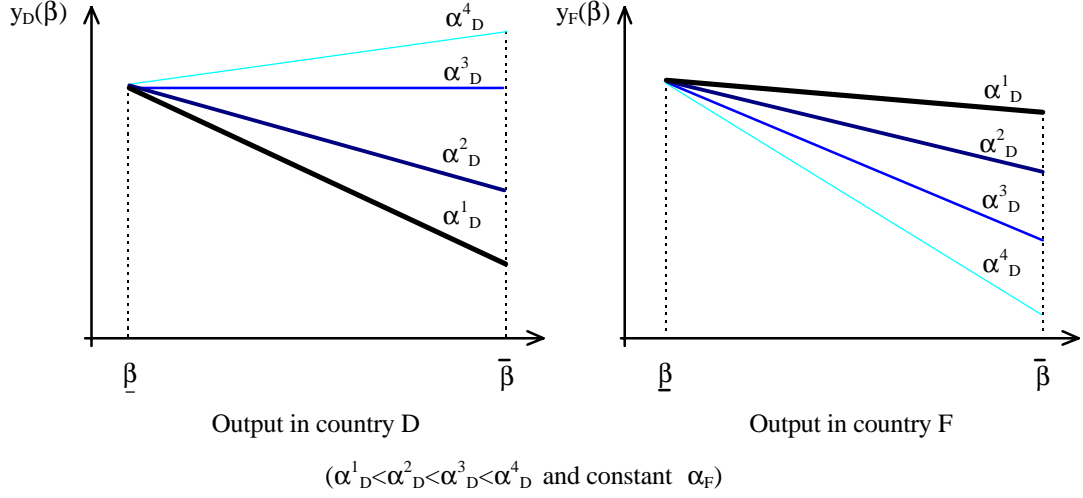 y_D(β)
α^4_D
α^3_D
α^2_D
α^1_D
β
β̅
Output in country D
y_F(β)
α^1_D
α^2_D
α^3_D
α^4_D
β
β̅
Output in country F
(α^1_D<α^2_D<α^3_D<α^4_D and constant α_F)